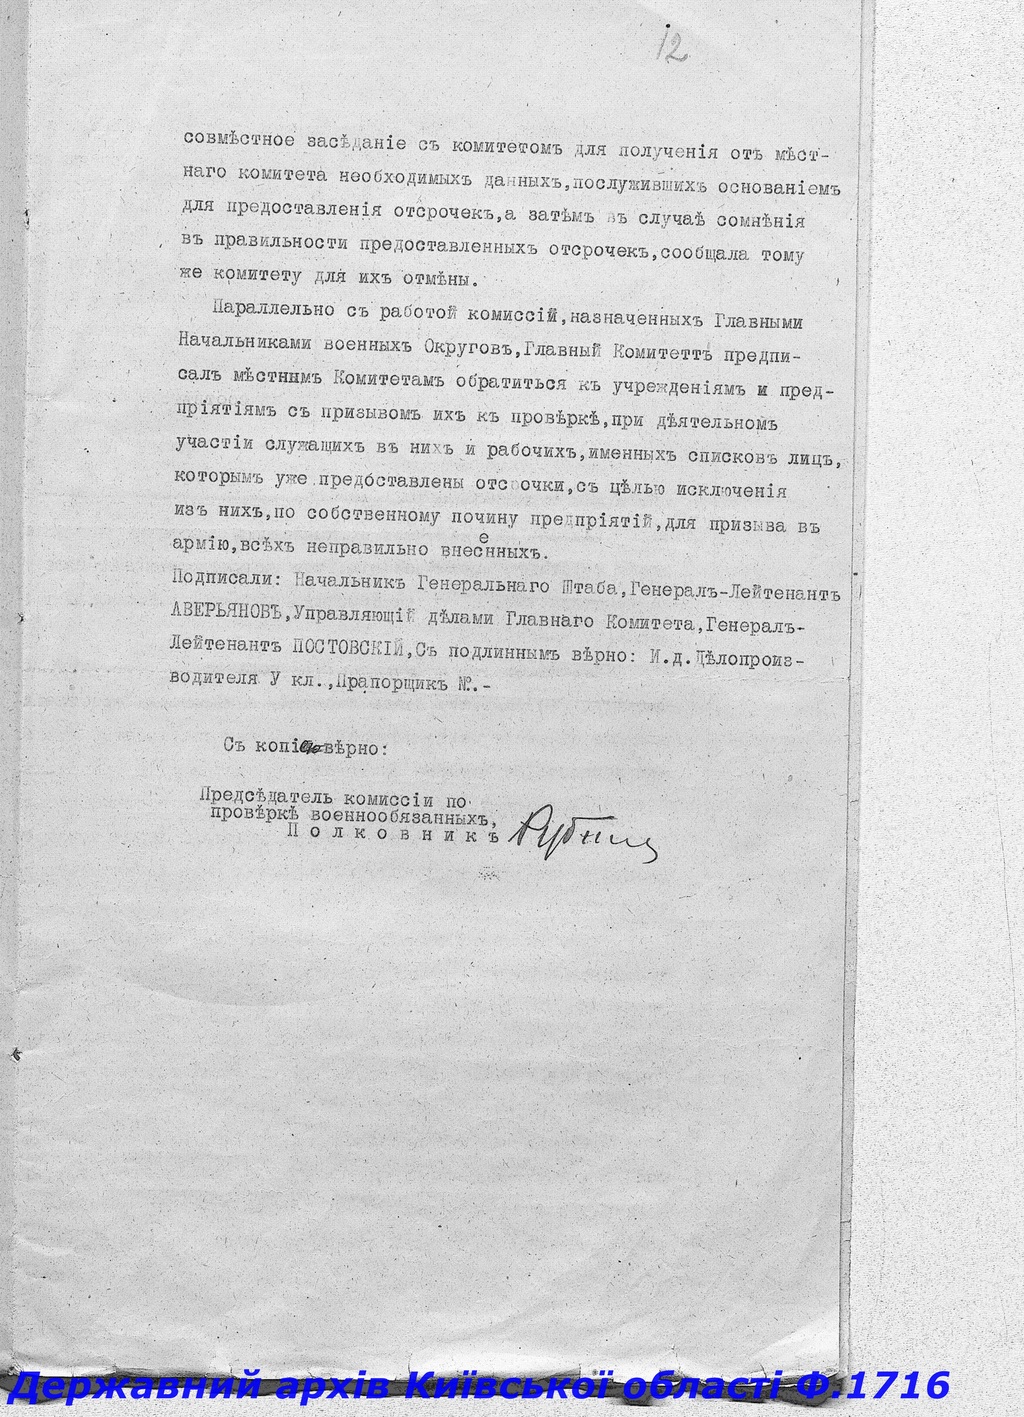 12
совмѣстное засѣданіе съ комитетомъ для полученія отъ мѣст-
наго комитета необходимыхъ данныхъ,послужившихъ основаніемъ
для предоставленія отсрочекъ,а затѣмъ въ случаѣ сомнѣнія
въ правильности предоставленныхъ отсрочекъ,сообщала тому
же комитету для ихъ отмѣны.
Параллельно съ работой комиссій,назначенныхъ Главными
Начальниками военныхъ Округовъ,Главный Комитеттъ предпи-
салъ мѣстнымъ Комитетамъ обратиться къ учрежденіямъ и пред-
пріятіямъ съ призывомъ ихъ къ провѣркѣ,при дѣятельномъ
участіи служащихъ въ нихъ и рабочихъ,именныхъ списковъ лицъ,
которымъ уже предоставлены отсрочки,съ цѣлью исключенія
изъ нихъ,по собственному почину предпріятій,для призыва въ
армію,всѣхъ неправильно внесенныхъ.
Подписали: Начальникъ Генеральнаго Штаба,Генералъ-Лейтенантъ
АВЕРЬЯНОВЪ,Управляющій дѣлами Главнаго Комитета,Генералъ-
Лейтенантъ ПОСТОВСКІЙ,Съ подлиннымъ вѣрно: И.д.Дѣлопроиз-
водителя У кл.,Прапорщикъ №.-
Съ копіею вѣрно:
Предсѣдатель комиссіи по
провѣркѣ военнообязанныхъ,
Полковникъ
Державний архів Київської області Ф.1716